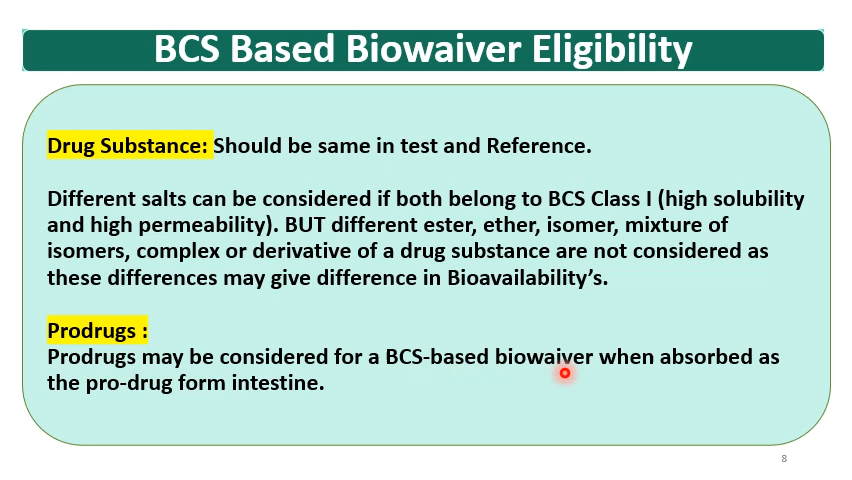 BCS Based Biowaiver Eligibility
Drug Substance: Should be same in test and Reference.
Different salts can be considered if both belong to BCS Class I (high solubility
and high permeability). BUT different ester, ether, isomer, mixture of
isomers, complex or derivative of a drug substance are not considered as
these differences may give difference in Bioavailability’s.
Prodrugs :
Prodrugs may be considered for a BCS-based biowaiver when absorbed as
the pro-drug form intestine.
8